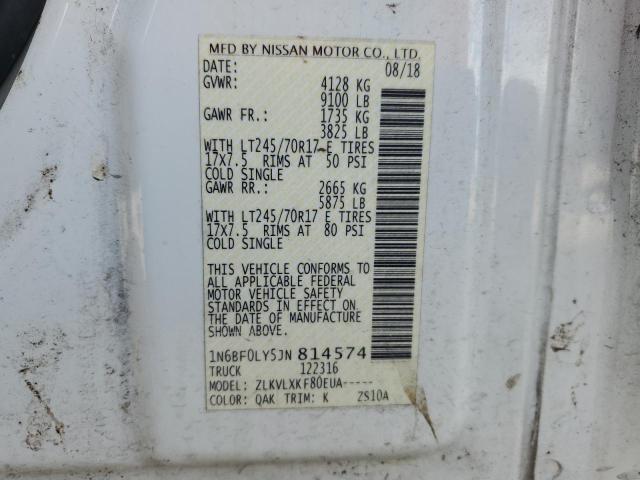 MFD BY NISSAN MOTOR CO., LTD.
DATE: 08/18
GVWR: 4128 KG
9100 LB
GAWR FR.: 1735 KG
3825 LB
WITH LT245/70R17 E TIRES
17X7.5 RIMS AT 50 PSI
COLD SINGLE
GAWR RR.: 2665 KG
5875 LB
WITH LT245/70R17 E TIRES
17X7.5 RIMS AT 80 PSI
COLD SINGLE
THIS VEHICLE CONFORMS TO
ALL APPLICABLE FEDERAL
MOTOR VEHICLE SAFETY
STANDARDS IN EFFECT ON
THE DATE OF MANUFACTURE
SHOWN ABOVE.
1N6BF0LY5JN 814574
TRUCK 122316
MODEL: ZLKVLXKF80EUA-----
COLOR: QAK TRIM: K ZS10A